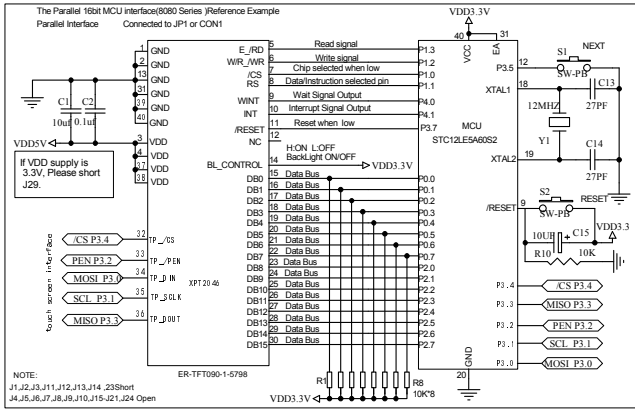 The Parallel 16bit MCU interface(8080 Series )Reference Example
Parallel Interface Connected to JP1 or CON1
VDD3.3V
40
31
VCC
EA
1 GND
2 GND
13 GND
31 GND
39 GND
40 GND
C1
10uf
C2
0.1uf
VDD5V
3 VDD
4 VDD
37 VDD
38 VDD
If VDD supply is
3.3V, Please short
J29.
E_/RD 5 Read signal P1.3
W/R_/WR 6 Write signal P1.2
/CS 7 Chip selected when low P1.0
RS 8 Data/Instruction selected pin P1.1
WINT 9 Wait Signal Output P4.0
INT 10 Interrupt Signal Output P4.1
/RESET 11 Reset when low P3.7
NC 12
H:ON L:OFF
BL_CONTROL 14 BackLight ON/OFF VDD3.3V
DB0 15 Data Bus P0.0
DB1 16 Data Bus P0.1
DB2 17 Data Bus P0.2
DB3 18 Data Bus P0.3
DB4 19 Data Bus P0.4
DB5 20 Data Bus P0.5
DB6 21 Data Bus P0.6
DB7 22 Data Bus P0.7
DB8 23 Data Bus P2.0
DB9 24 Data Bus P2.1
DB10 25 Data Bus P2.2
DB11 26 Data Bus P2.3
DB12 27 Data Bus P2.4
DB13 28 Data Bus P2.5
DB14 29 Data Bus P2.6
DB15 30 Data Bus P2.7
touch screen interface
/CS P3.4 32 TP_/CS
PEN P3.2 33 TP_/PEN
MOSI P3.0 34 TP_DIN
SCL P3.1 35 TP_SCLK
MISO P3.3 36 TP_DOUT
XPT2046
ER-TFT090-1-5798
MCU
STC12LE5A60S2
P3.5 12
S1 NEXT
SW-PB
XTAL1 18
C13
27PF
12MHZ
Y1
XTAL2 19
C14
27PF
S2 RESET
/RESET 9
SW-PB
10UF + C15
VDD3.3
R10 10K
P3.4 /CS P3.4
P3.3 MISO P3.3
P3.2 PEN P3.2
P3.1 SCL P3.1
P3.0 MOSI P3.0
GND
20
R1
R8
10K*8
VDD3.3V
NOTE:
J1,J2,J3,J11,J12,J13,J14 ,23Short
J4,J5,J6,J7,J8,J9,J10,J15-J21,J24 Open